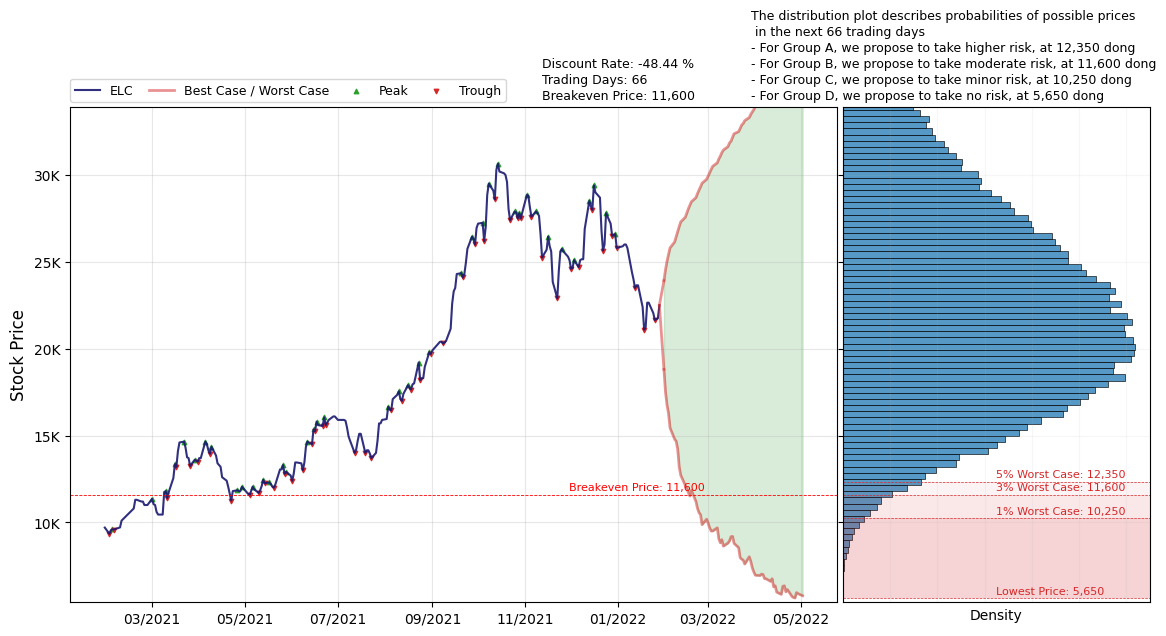 The distribution plot describes probabilities of possible prices
in the next 66 trading days
- For Group A, we propose to take higher risk, at 12,350 dong
- For Group B, we propose to take moderate risk, at 11,600 dong
- For Group C, we propose to take minor risk, at 10,250 dong
- For Group D, we propose to take no risk, at 5,650 dong
Discount Rate: -48.44 %
Trading Days: 66
Breakeven Price: 11,600
ELC
Best Case / Worst Case
Peak
Trough
Stock Price
30K
25K
20K
15K
10K
Breakeven Price: 11,600
5% Worst Case: 12,350
3% Worst Case: 11,600
1% Worst Case: 10,250
Lowest Price: 5,650
03/2021
05/2021
07/2021
09/2021
11/2021
01/2022
03/2022
05/2022
Density